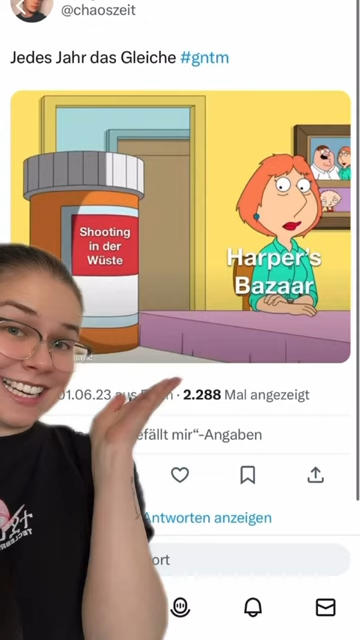 @chaoszeit
Jedes Jahr das Gleiche #gntm
Shooting
in der
Wüste
Harper's
Bazaar
01.06.23 aus · 2.288 Mal angezeigt
efällt mir“-Angaben
Antworten anzeigen
ort